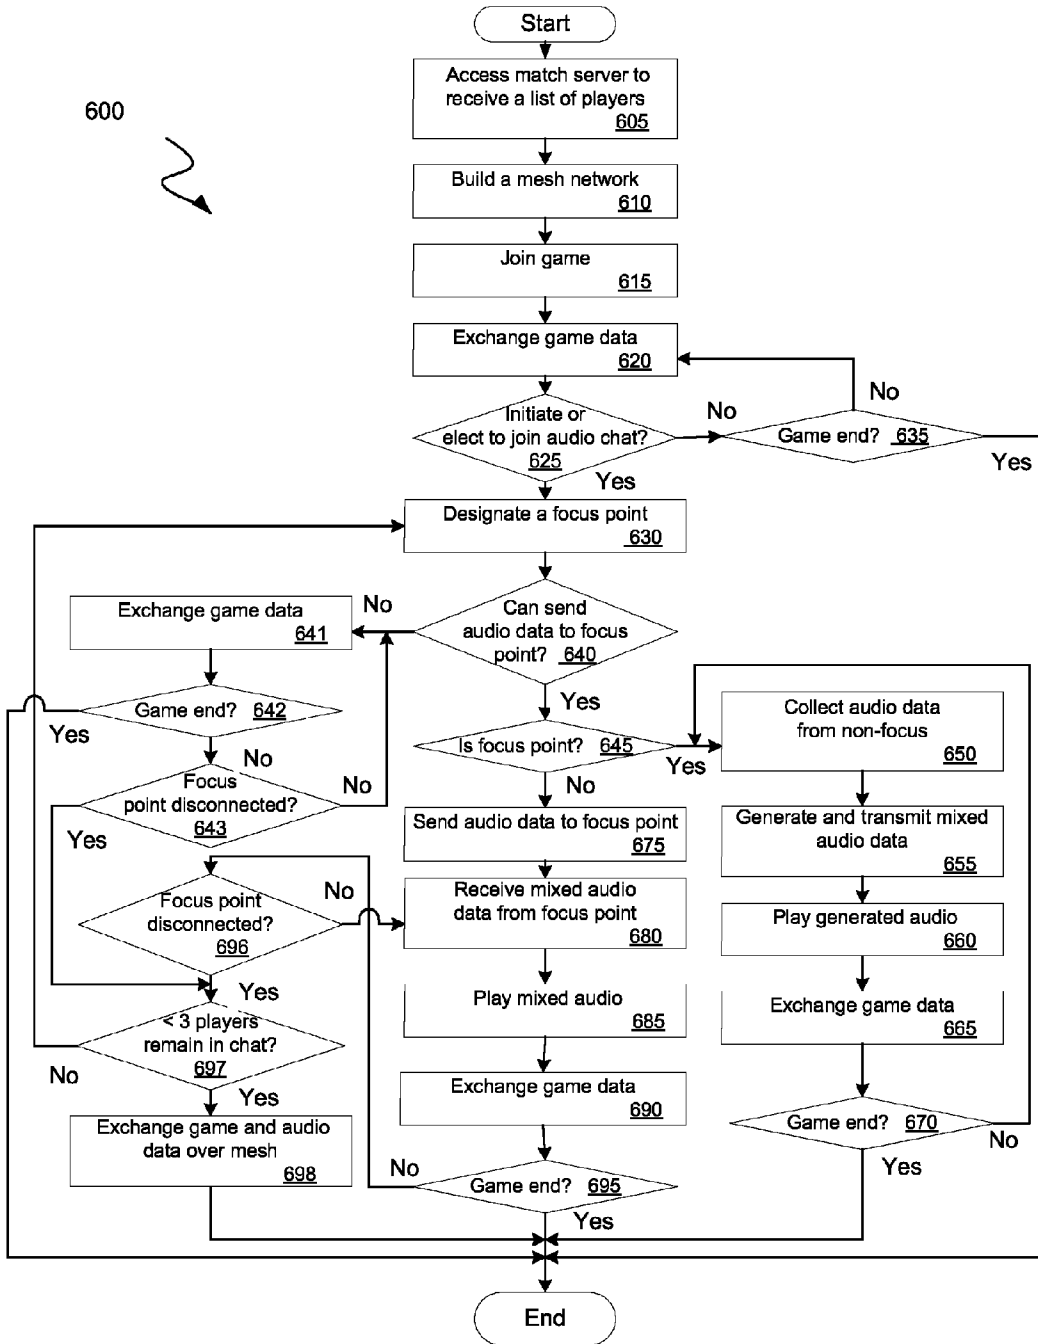 Start
Access match server to
receive a list of players
605
600
Build a mesh network
610
Join game
615
Exchange game data
620
No
Initiate or
elect to join audio chat?
625
No
Game end? 635
Yes
Yes
Designate a focus point
630
Exchange game data
641
No
Can send
audio data to focus
point? 640
Yes
Game end? 642
Yes
No
Is focus point? 645
Yes
No
Collect audio data
from non-focus
650
Focus
point disconnected?
643
No
Yes
Send audio data to focus point
675
Generate and transmit mixed
audio data
655
Focus point
disconnected?
696
No
Yes
Receive mixed audio
data from focus point
680
Play generated audio
660
Play mixed audio
685
Exchange game data
665
< 3 players
remain in chat?
697
No
Yes
Exchange game data
690
Game end? 670
No
Yes
Exchange game and audio
data over mesh
698
No
Game end? 695
Yes
End